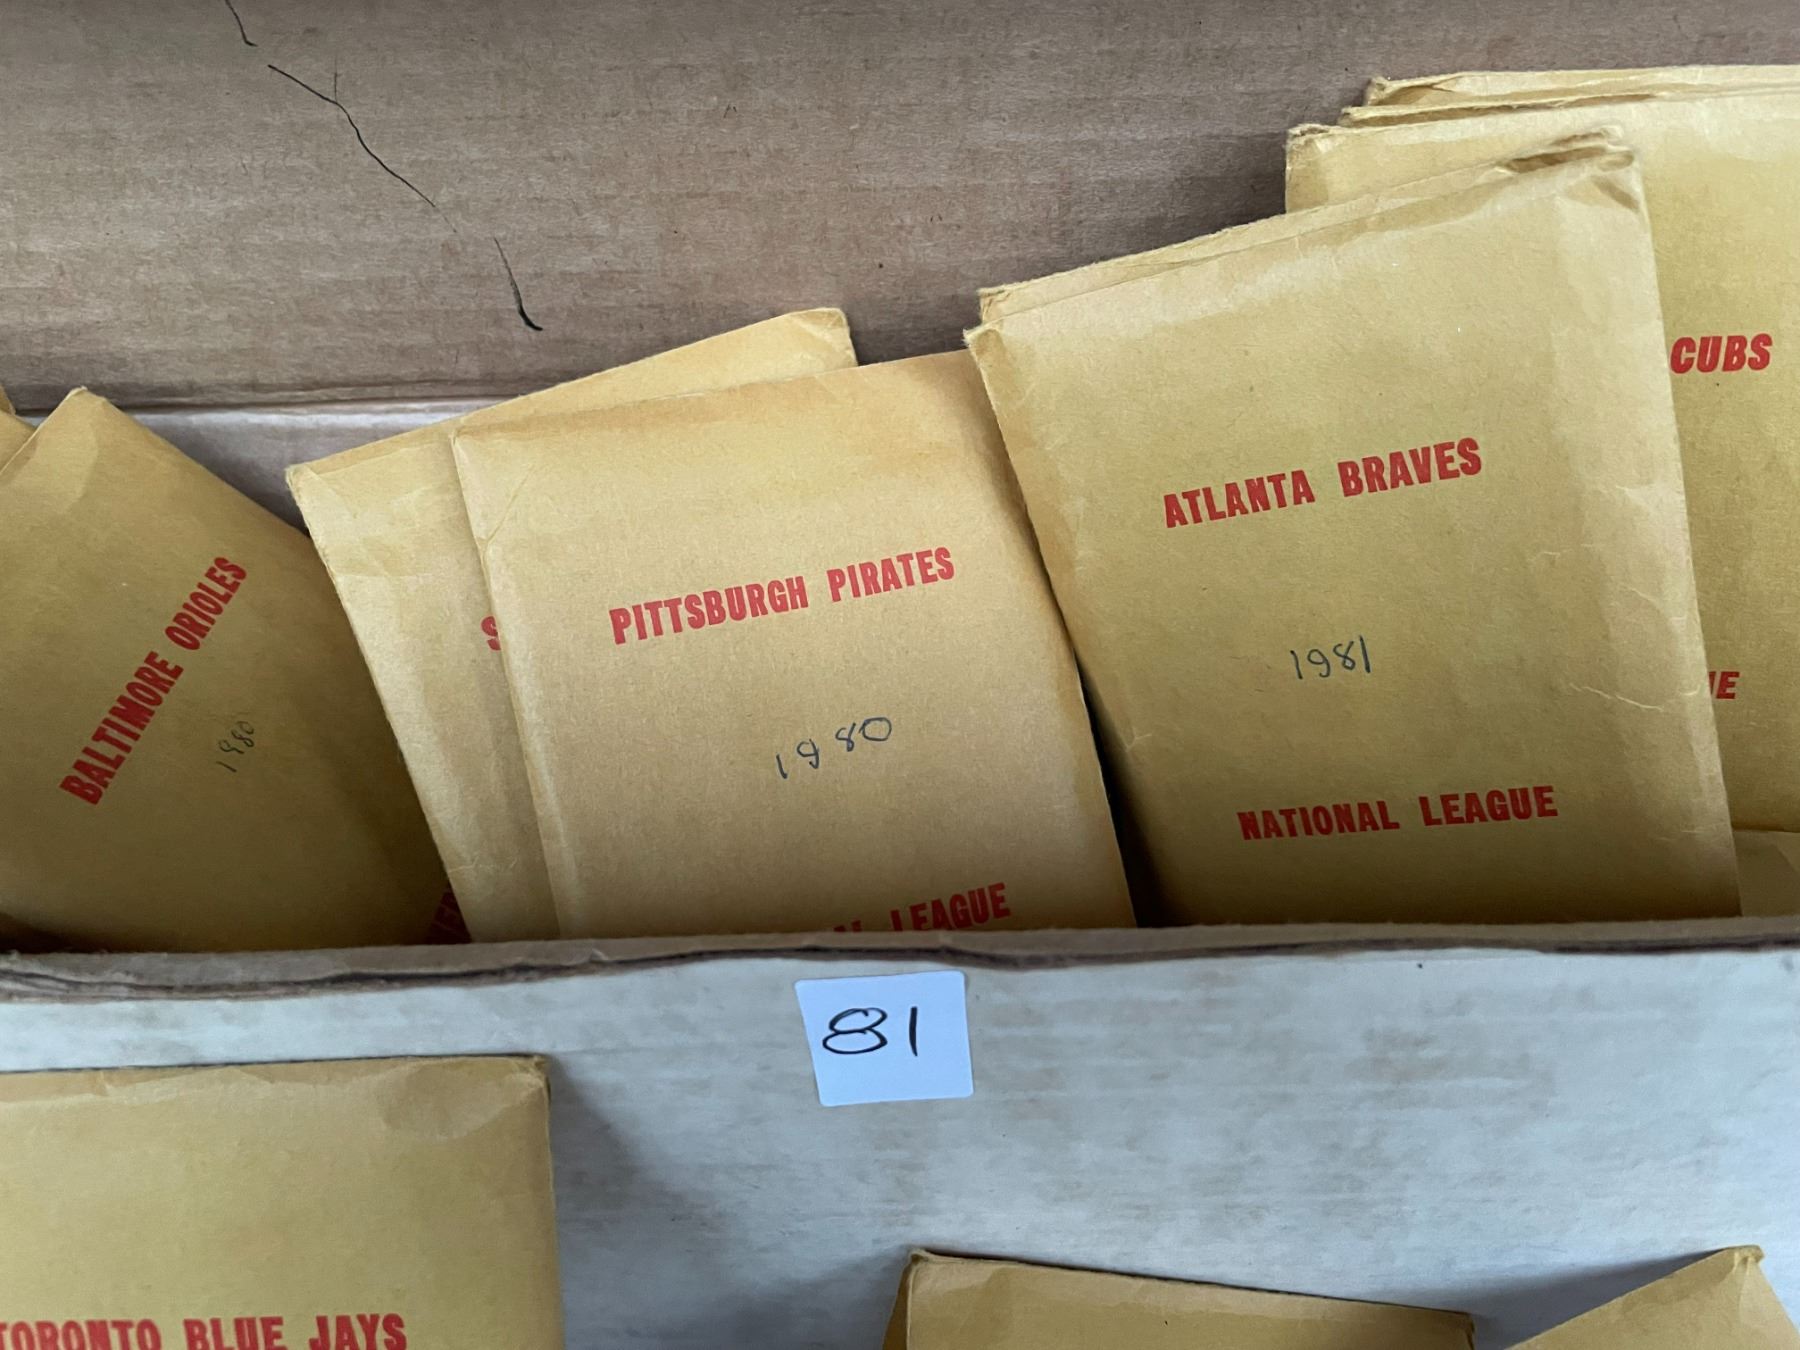 BALTIMORE ORIOLES
1980
PITTSBURGH PIRATES
1980
LEAGUE
ATLANTA BRAVES
1981
NATIONAL LEAGUE
CUBS
81
TORONTO BLUE JAYS